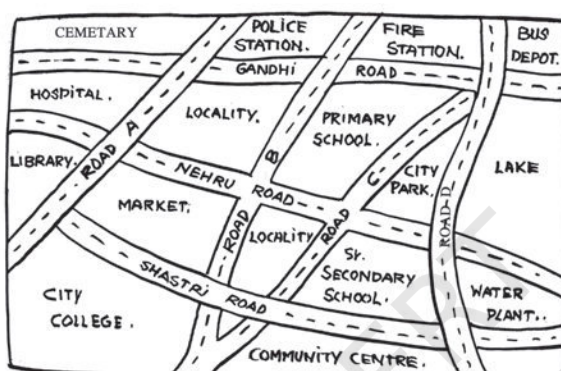 CEMETARY
POLICE
STATION.
FIRE
STATION.
BUS
DEPOT.
GANDHI ROAD
HOSPITAL.
LOCALITY.
PRIMARY
SCHOOL.
ROAD A
ROAD B
ROAD C
LIBRARY.
NEHRU ROAD
CITY
PARK.
LAKE
ROAD-D
MARKET.
LOCALITY
SHASTRI ROAD
Sr.
SECONDARY
SCHOOL.
CITY
COLLEGE.
WATER
PLANT..
COMMUNITY CENTRE.